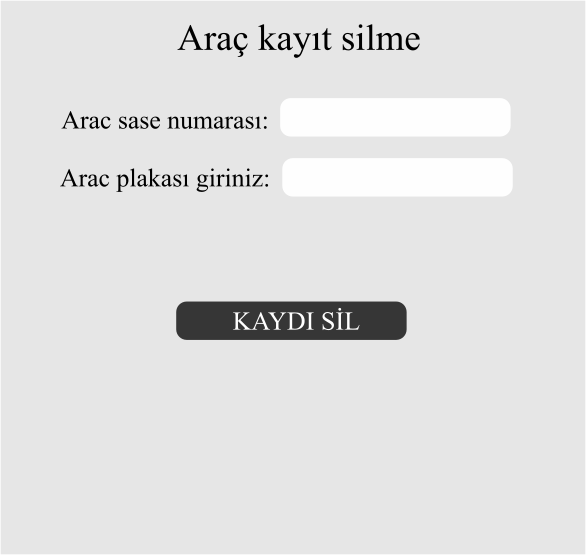 Araç kayıt silme
Arac sase numarası:
Arac plakası giriniz:
KAYDI SİL